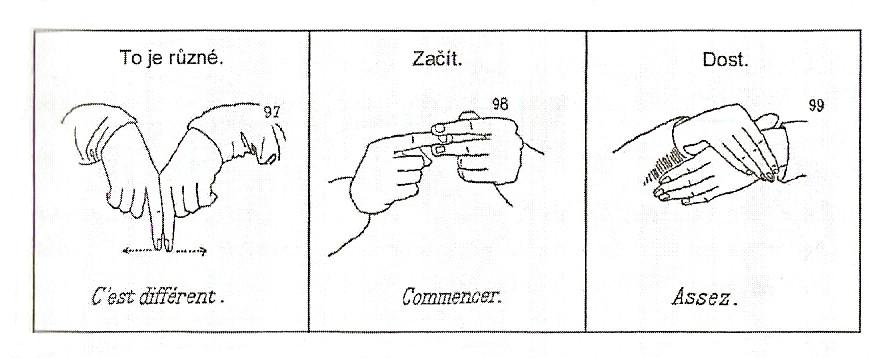 To je různé.
97
C'est différent.
Začít.
98
Commencer.
Dost.
99
Assez.